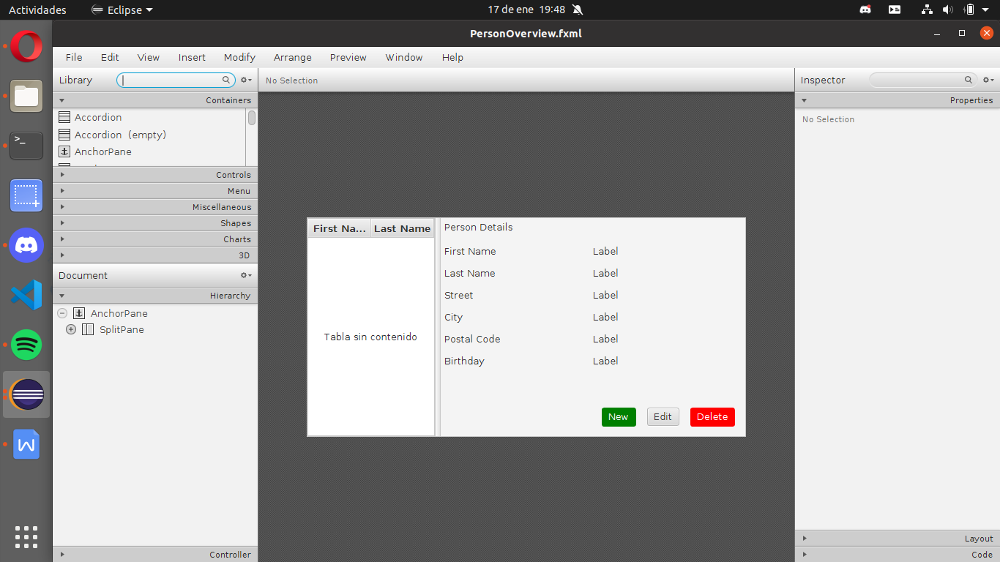 Actividades Eclipse 17 de ene 19:48
PersonOverview.fxml
File Edit View Insert Modify Arrange Preview Window Help
Library
No Selection
Inspector
Containers
Accordion
Accordion (empty)
AnchorPane
Controls
Menu
Miscellaneous
Shapes
Charts
3D
Document
Hierarchy
AnchorPane
SplitPane
Controller
First Na... Last Name
Tabla sin contenido
Person Details
First Name Label
Last Name Label
Street Label
City Label
Postal Code Label
Birthday Label
New Edit Delete
Properties
No Selection
Layout
Code